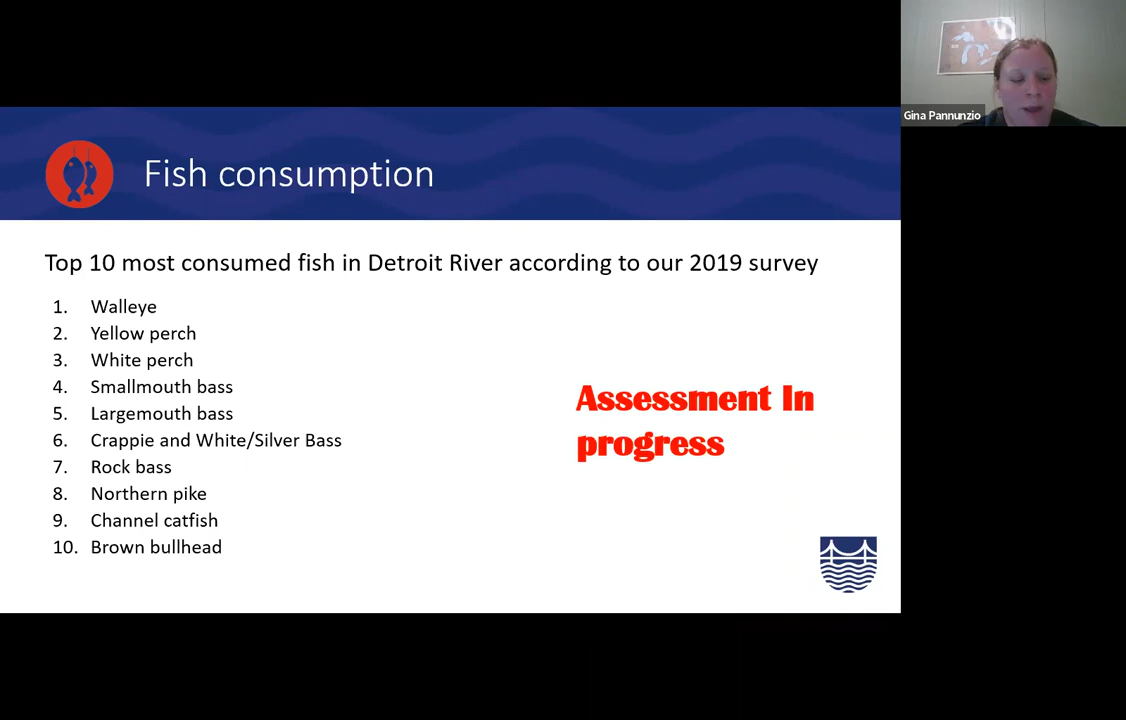 Gina Pannunzio
Fish consumption
Top 10 most consumed fish in Detroit River according to our 2019 survey
1. Walleye
2. Yellow perch
3. White perch
4. Smallmouth bass
5. Largemouth bass
6. Crappie and White/Silver Bass
7. Rock bass
8. Northern pike
9. Channel catfish
10. Brown bullhead
Assessment In
progress